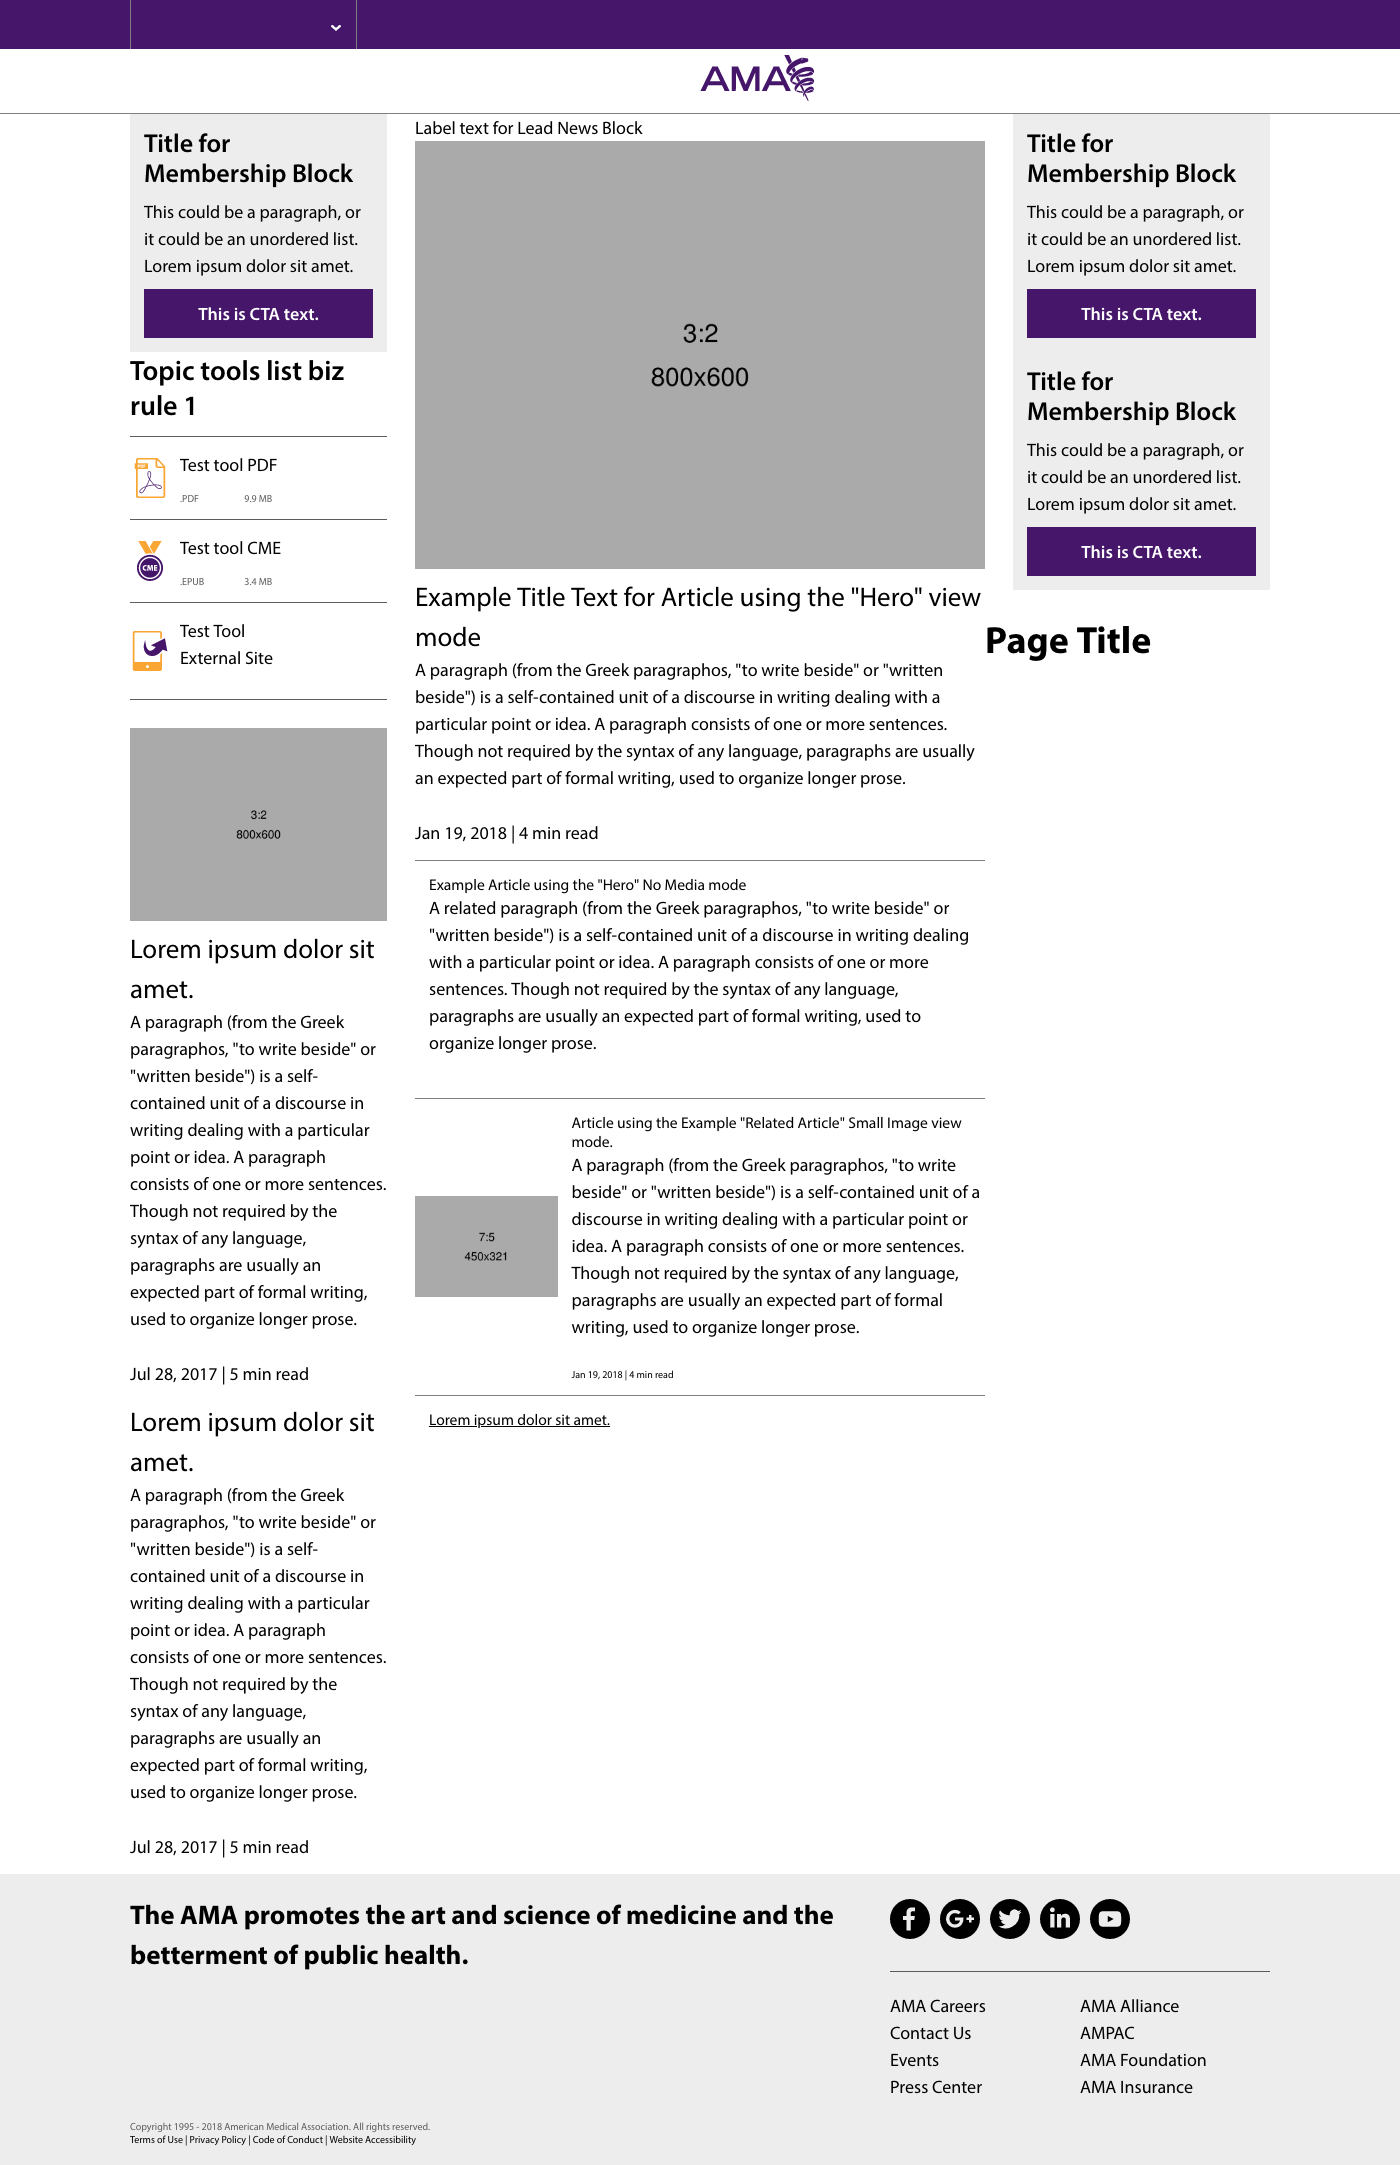 AMA
Title for
Membership Block
This could be a paragraph, or
it could be an unordered list.
Lorem ipsum dolor sit amet.
This is CTA text.
Topic tools list biz
rule 1
Test tool PDF
.PDF 9.9 MB
CME
Test tool CME
.EPUB 3.4 MB
Test Tool
External Site
3:2
800x600
Lorem ipsum dolor sit
amet.
A paragraph (from the Greek
paragraphos, "to write beside" or
"written beside") is a self-
contained unit of a discourse in
writing dealing with a particular
point or idea. A paragraph
consists of one or more sentences.
Though not required by the
syntax of any language,
paragraphs are usually an
expected part of formal writing,
used to organize longer prose.
Jul 28, 2017 | 5 min read
Lorem ipsum dolor sit
amet.
A paragraph (from the Greek
paragraphos, "to write beside" or
"written beside") is a self-
contained unit of a discourse in
writing dealing with a particular
point or idea. A paragraph
consists of one or more sentences.
Though not required by the
syntax of any language,
paragraphs are usually an
expected part of formal writing,
used to organize longer prose.
Jul 28, 2017 | 5 min read
Label text for Lead News Block
3:2
800x600
Example Title Text for Article using the "Hero" view
mode
A paragraph (from the Greek paragraphos, "to write beside" or "written
beside") is a self-contained unit of a discourse in writing dealing with a
particular point or idea. A paragraph consists of one or more sentences.
Though not required by the syntax of any language, paragraphs are usually
an expected part of formal writing, used to organize longer prose.
Jan 19, 2018 | 4 min read
Example Article using the "Hero" No Media mode
A related paragraph (from the Greek paragraphos, "to write beside" or
"written beside") is a self-contained unit of a discourse in writing dealing
with a particular point or idea. A paragraph consists of one or more
sentences. Though not required by the syntax of any language,
paragraphs are usually an expected part of formal writing, used to
organize longer prose.
7:5
450x321
Article using the Example "Related Article" Small Image view
mode.
A paragraph (from the Greek paragraphos, "to write
beside" or "written beside") is a self-contained unit of a
discourse in writing dealing with a particular point or
idea. A paragraph consists of one or more sentences.
Though not required by the syntax of any language,
paragraphs are usually an expected part of formal
writing, used to organize longer prose.
Jan 19, 2018 | 4 min read
Lorem ipsum dolor sit amet.
Title for
Membership Block
This could be a paragraph, or
it could be an unordered list.
Lorem ipsum dolor sit amet.
This is CTA text.
Title for
Membership Block
This could be a paragraph, or
it could be an unordered list.
Lorem ipsum dolor sit amet.
This is CTA text.
Page Title
The AMA promotes the art and science of medicine and the
betterment of public health.
AMA Careers
Contact Us
Events
Press Center
AMA Alliance
AMPAC
AMA Foundation
AMA Insurance
Copyright 1995 - 2018 American Medical Association. All rights reserved.
Terms of Use | Privacy Policy | Code of Conduct | Website Accessibility